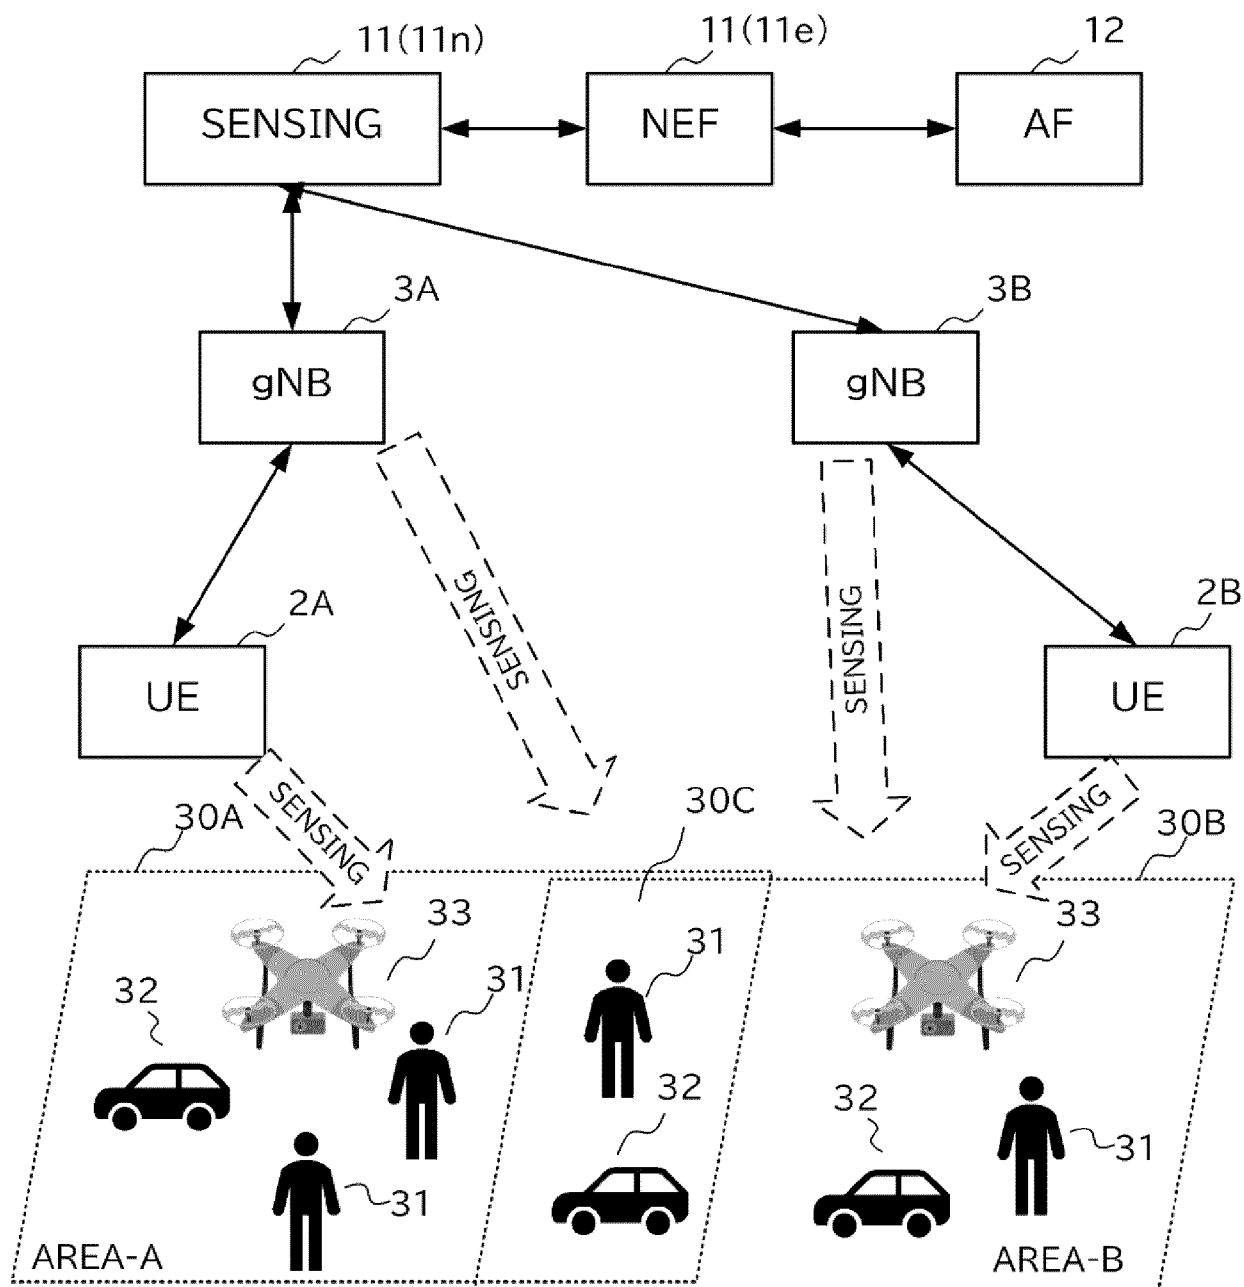 11(11n)
11(11e)
12
SENSING
NEF
AF
3A
3B
gNB
gNB
SENSING
SENSING
2A
2B
UE
UE
SENSING
SENSING
30A
30C
30B
33
33
31
31
32
32
32
31
31
AREA-A
AREA-B